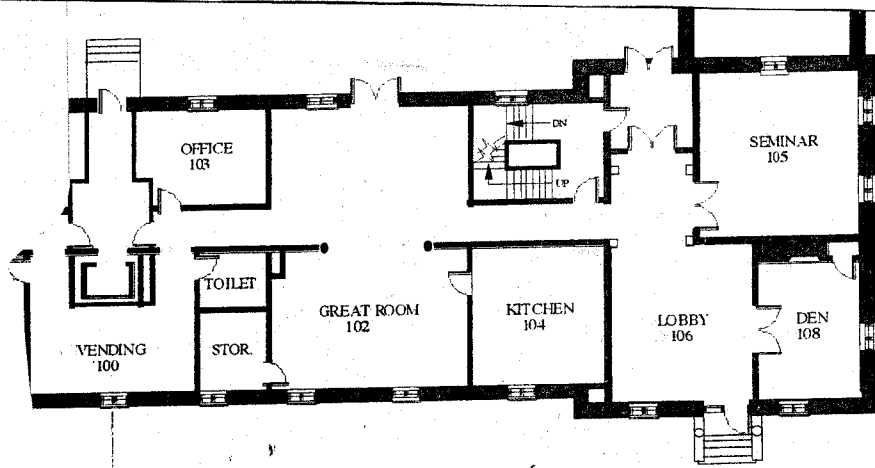 OFFICE
103
DN
UP
SEMINAR
105
TOILET
GREAT ROOM
102
KITCHEN
104
LOBBY
106
DEN
108
VENDING
100
STOR.